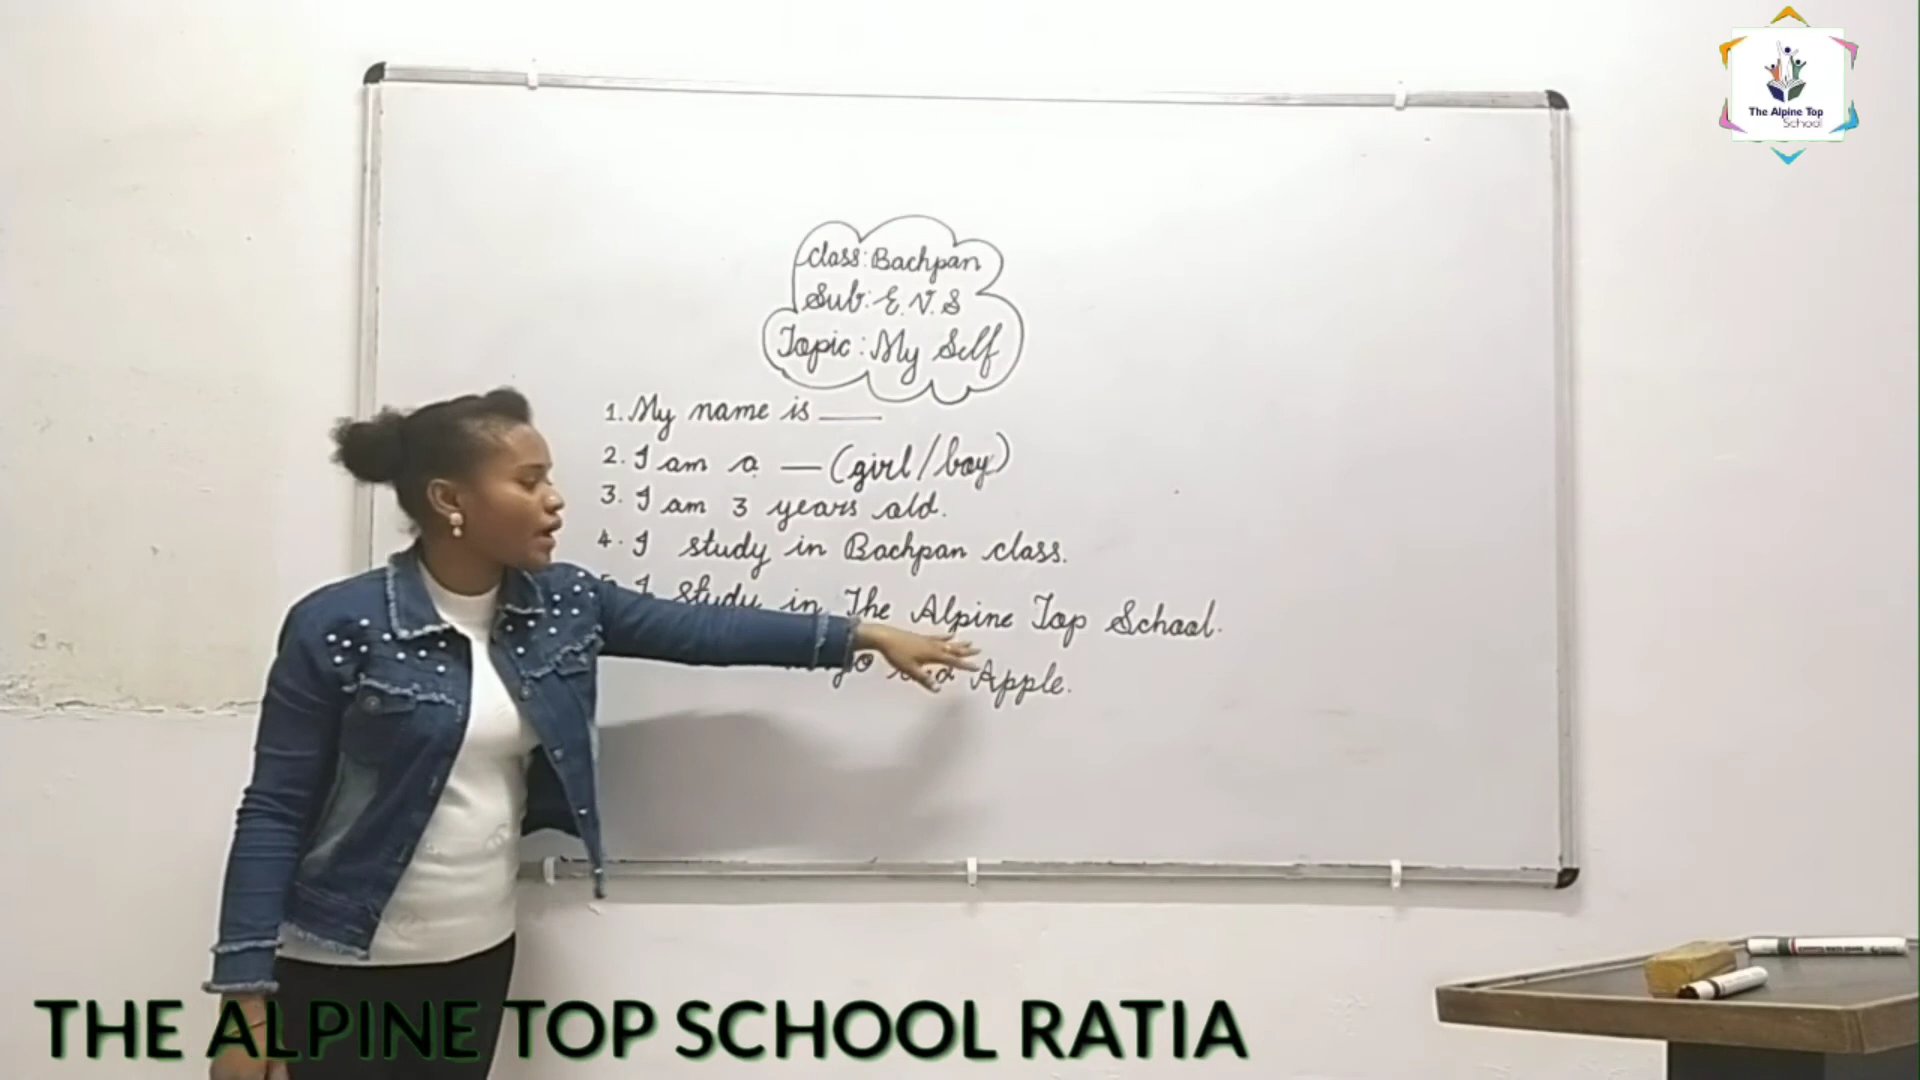 The Alpine Top
School
Class: Bachpan
Sub: E.V.S
Topic: My Self
1. My name is ____
2. I am a __ (girl/boy)
3. I am 3 years old.
4. I study in Bachpan class.
I study in The Alpine Top School.
Apple.
THE ALPINE TOP SCHOOL RATIA